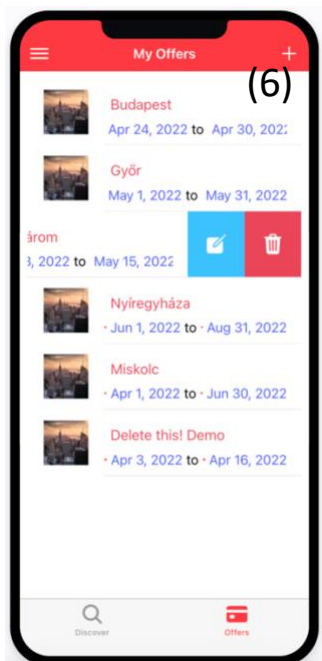 My Offers
+
(6)
Budapest
Apr 24, 2022 to Apr 30, 202
Győr
May 1, 2022 to May 31, 2022
árom
3, 2022 to May 15, 2022
Nyíregyháza
Jun 1, 2022 to Aug 31, 2022
Miskolc
Apr 1, 2022 to Jun 30, 2022
Delete this! Demo
Apr 3, 2022 to Apr 16, 2022
Discover
Offers